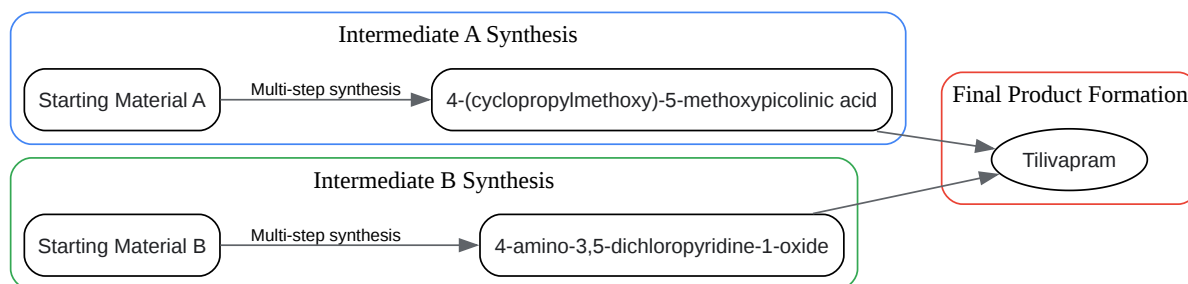 Intermediate A Synthesis
Starting Material A
Multi-step synthesis
4-(cyclopropylmethoxy)-5-methoxypicolinic acid
Intermediate B Synthesis
Starting Material B
Multi-step synthesis
4-amino-3,5-dichloropyridine-1-oxide
Final Product Formation
Tilivapram